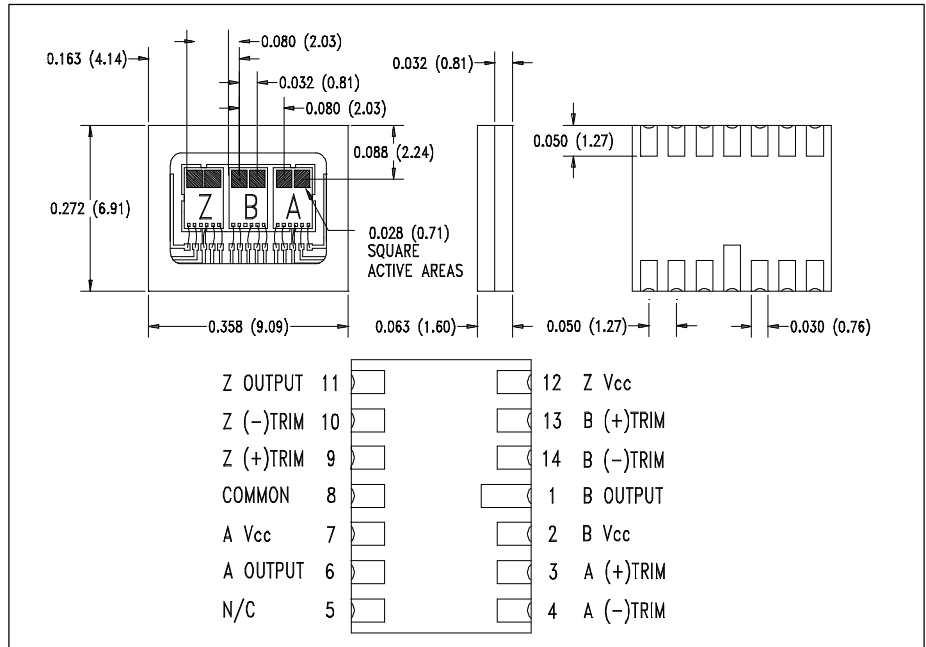 0.080 (2.03)
0.163 (4.14)
0.032 (0.81)
0.032 (0.81)
0.080 (2.03)
0.088 (2.24)
0.050 (1.27)
0.272 (6.91)
Z B A
0.028 (0.71)
SQUARE
ACTIVE AREAS
0.358 (9.09)
0.063 (1.60)
0.050 (1.27)
0.030 (0.76)
Z OUTPUT 11
12 Z Vcc
Z (-)TRIM 10
13 B (+)TRIM
Z (+)TRIM 9
14 B (-)TRIM
COMMON 8
1 B OUTPUT
A Vcc 7
2 B Vcc
A OUTPUT 6
3 A (+)TRIM
N/C 5
4 A (-)TRIM